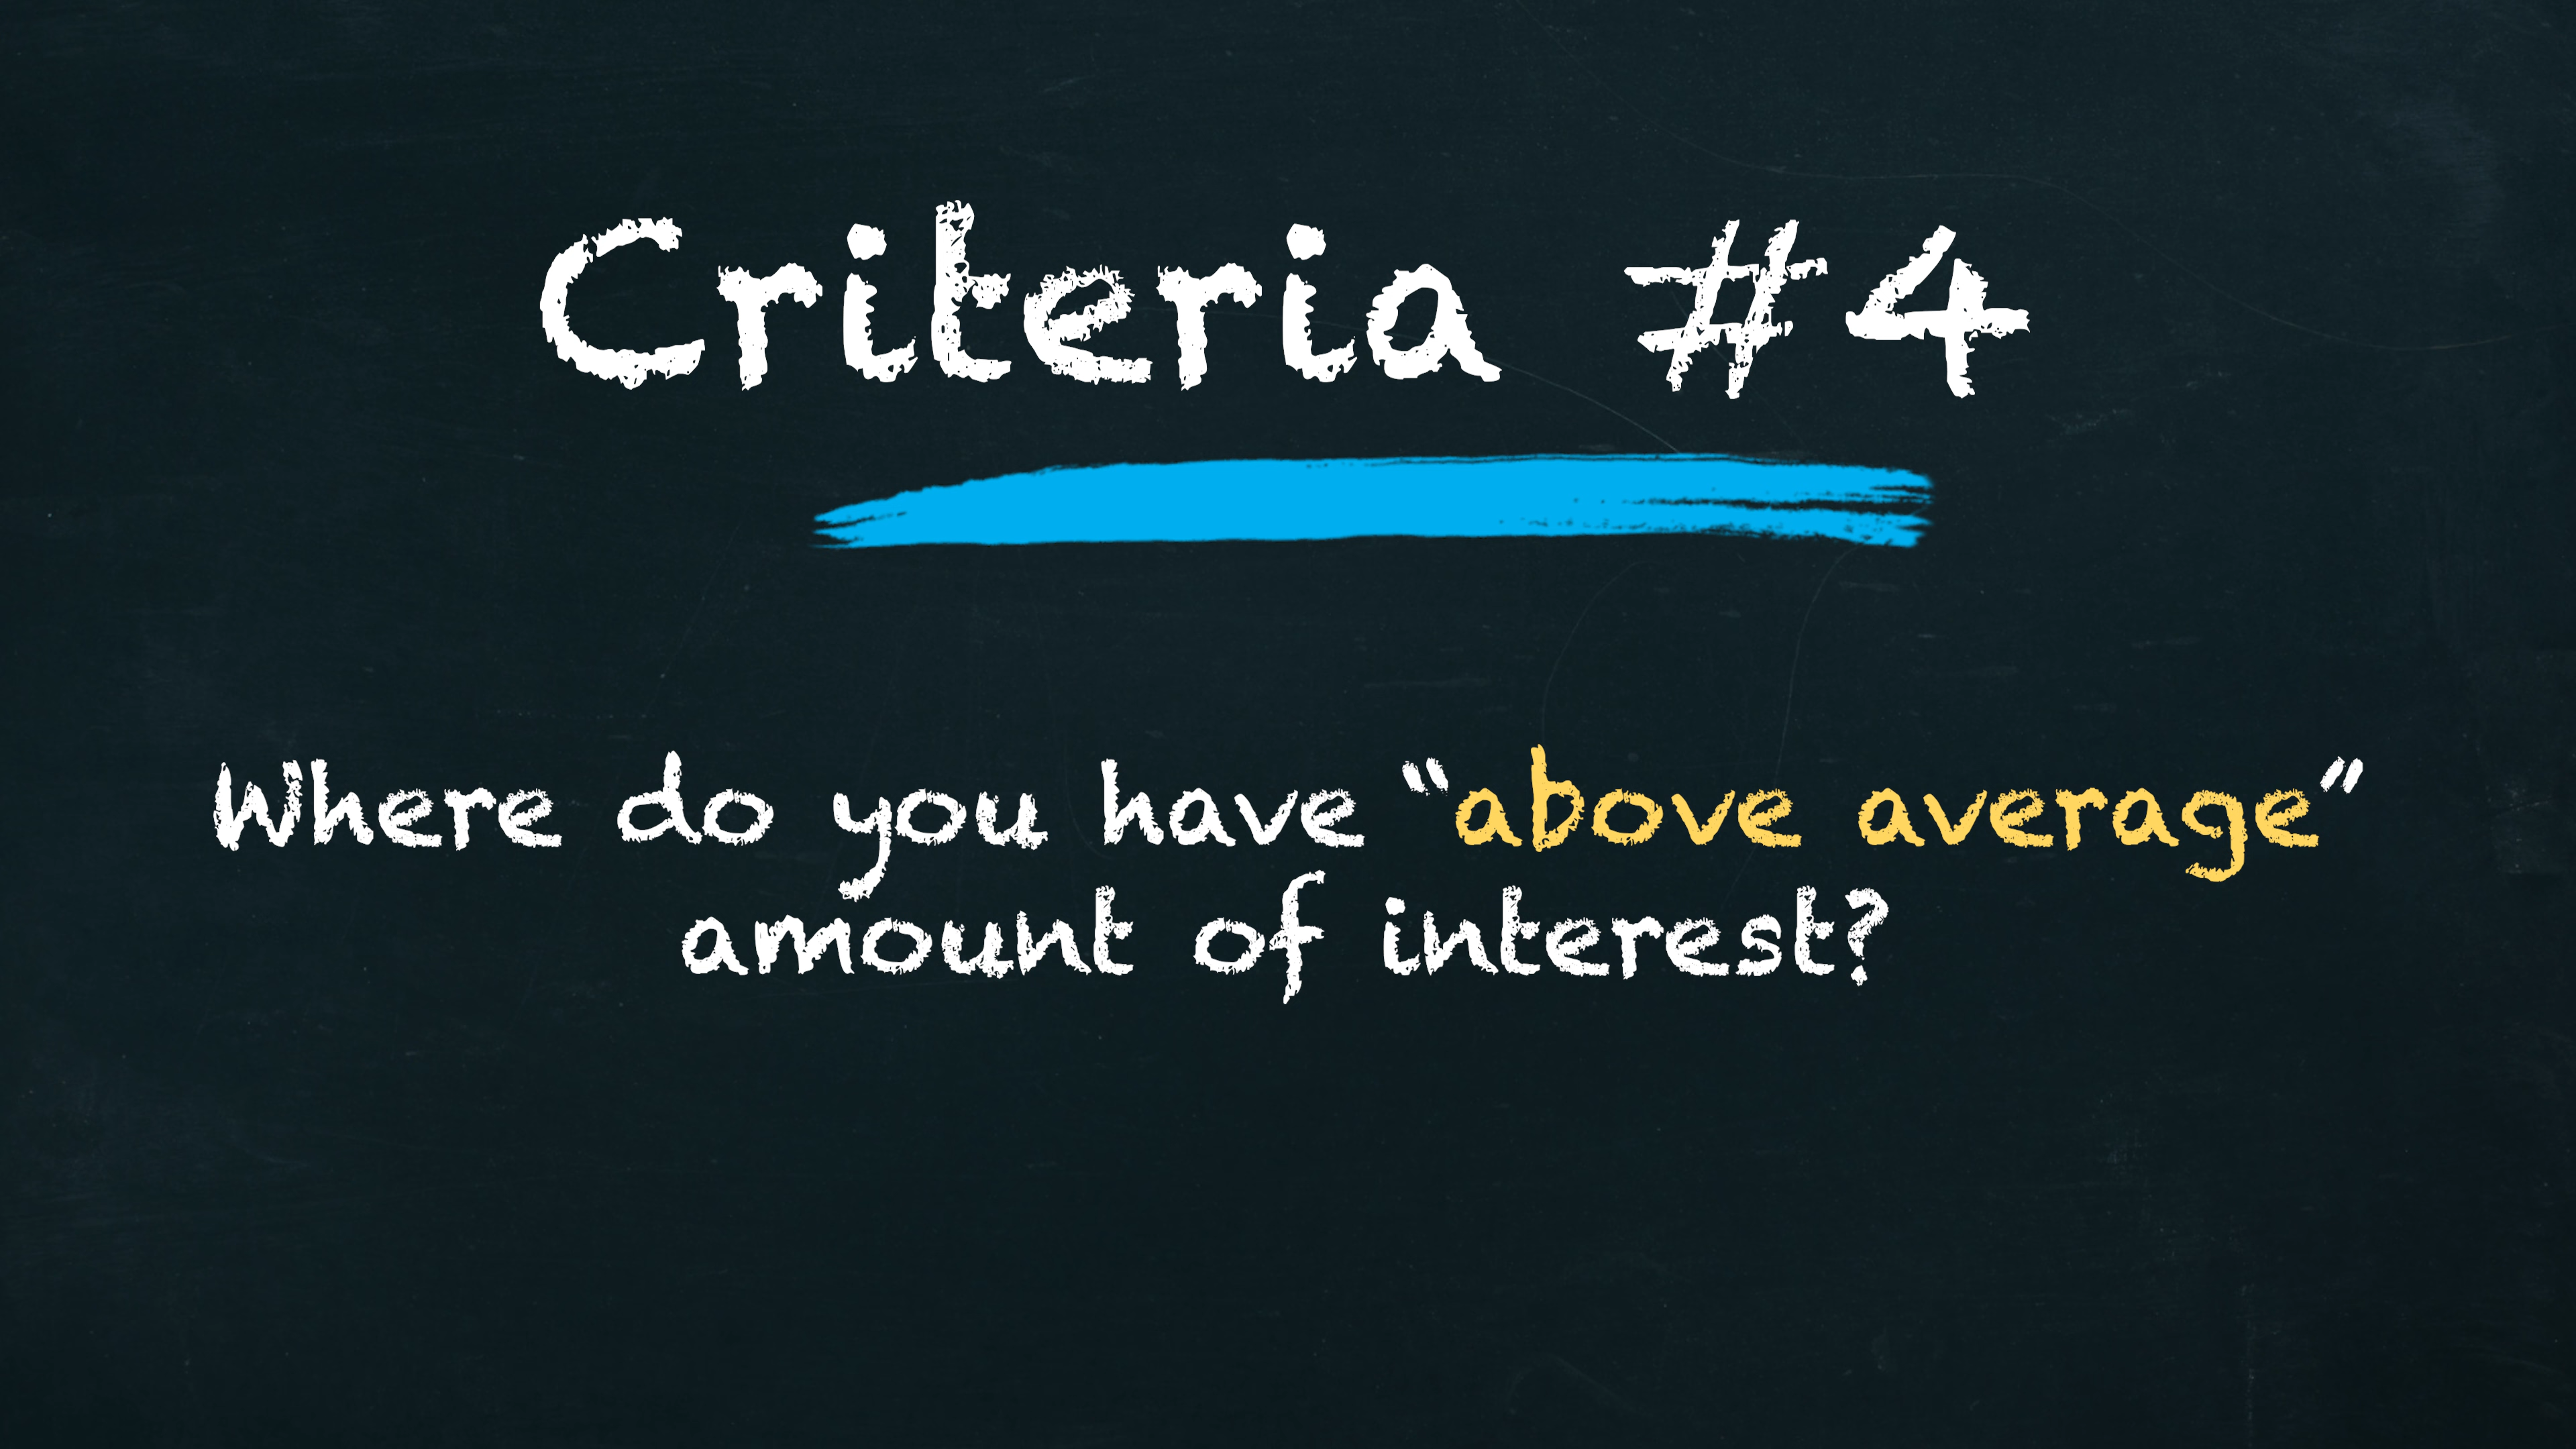 Criteria #4
Where do you have “above average”
amount of interest?